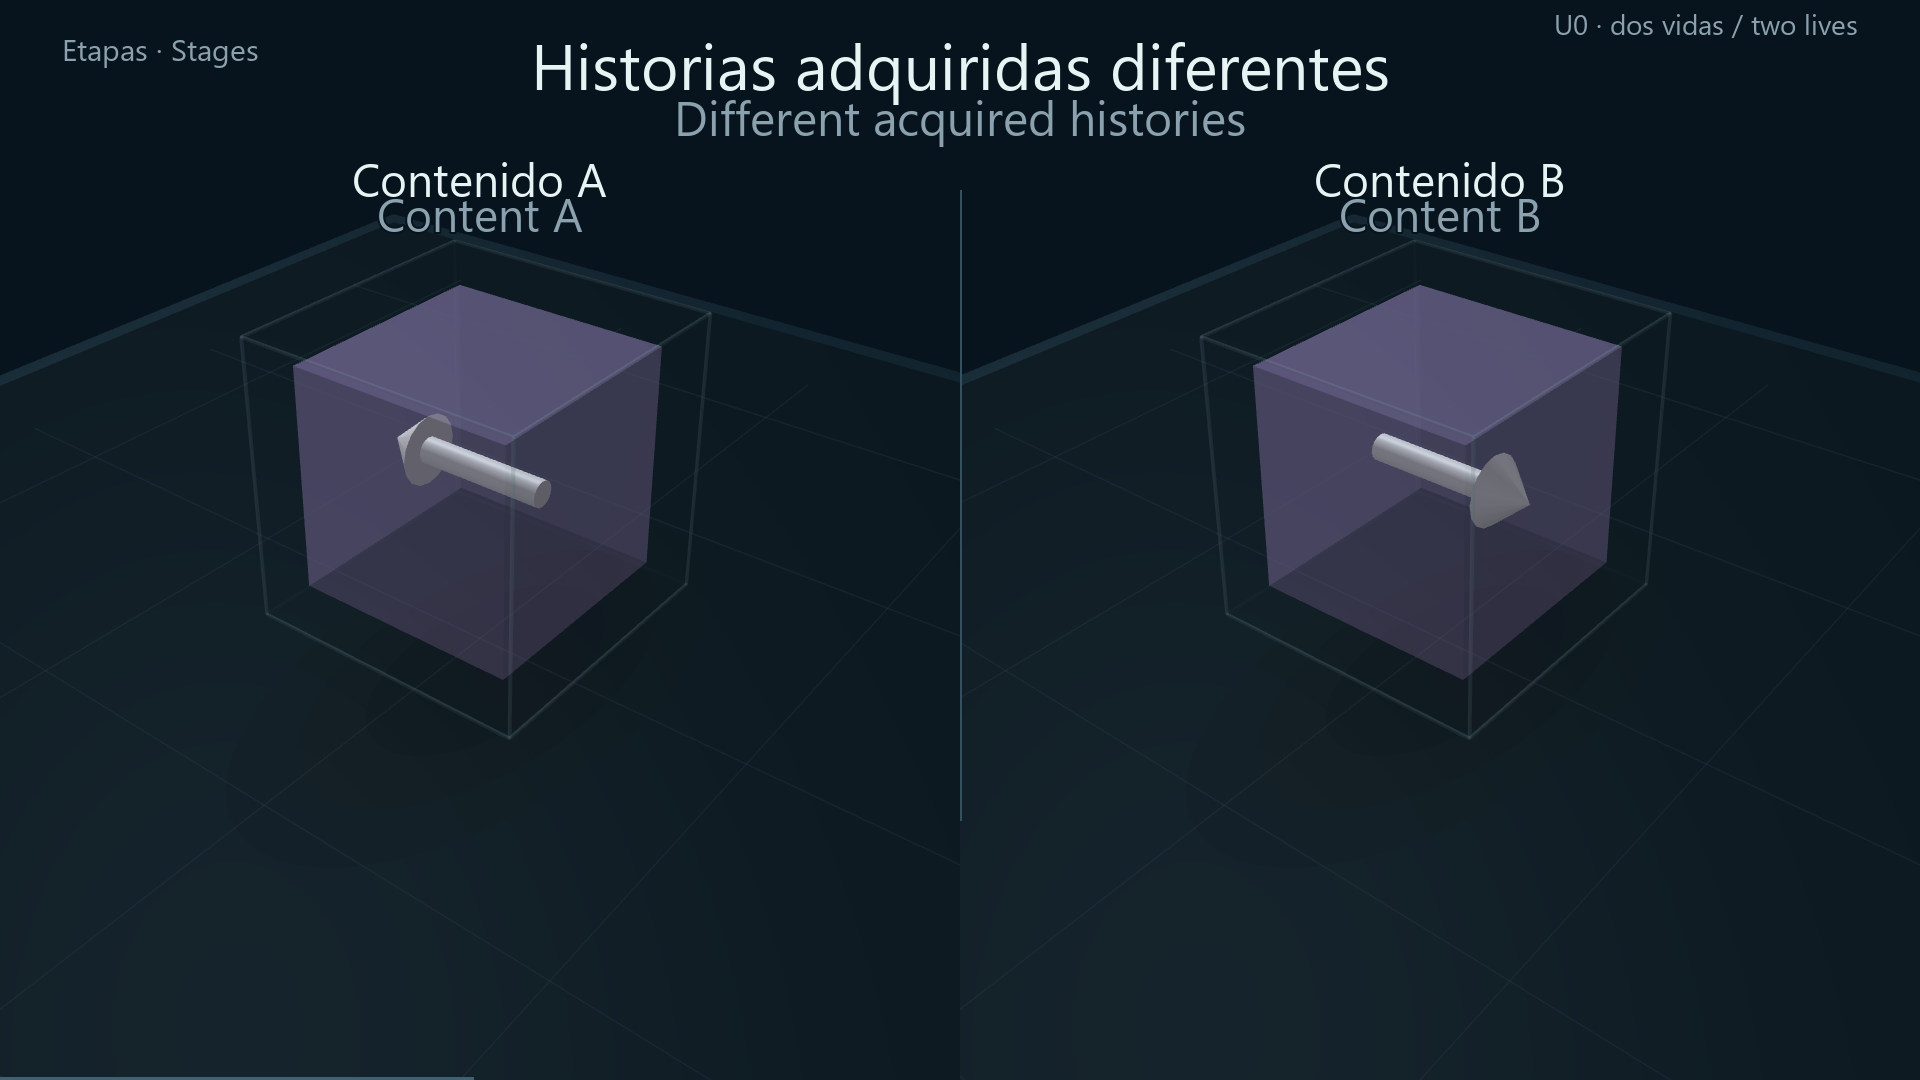 Etapas · Stages
U0 · dos vidas / two lives
Historias adquiridas diferentes
Different acquired histories
Contenido A
Content A
Contenido B
Content B